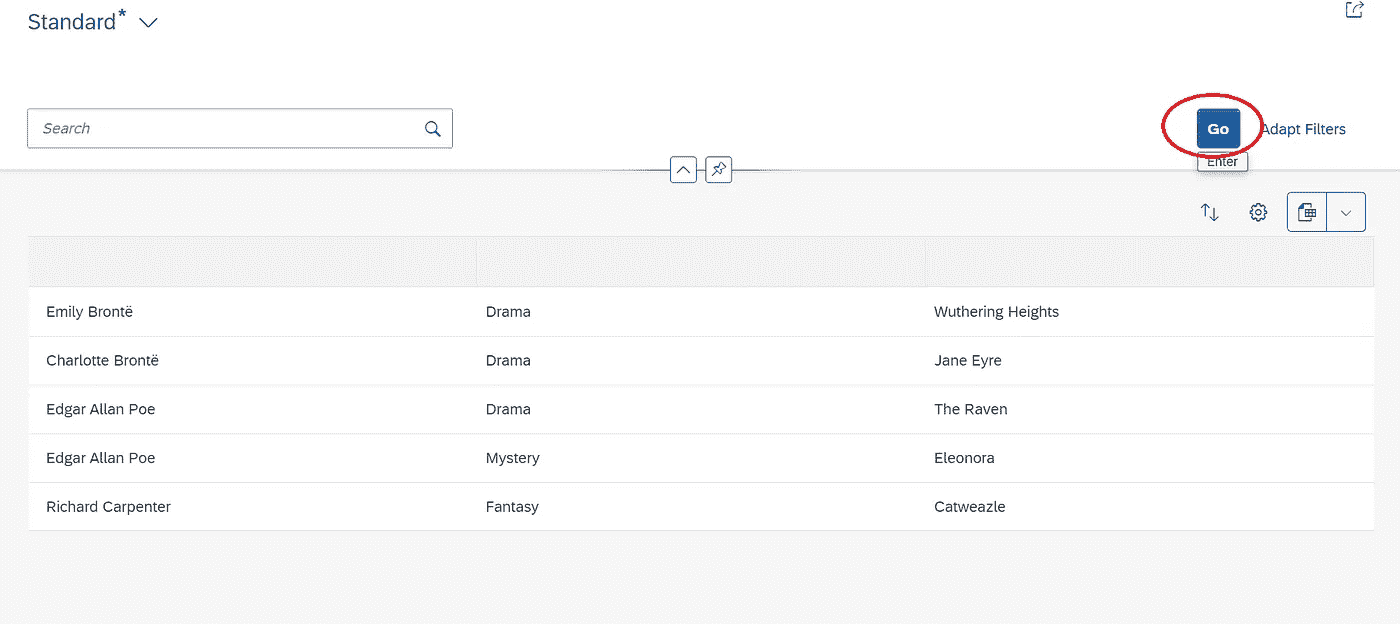 Standard*
Search
Go Adapt Filters
Enter
Emily Brontë Drama Wuthering Heights
Charlotte Brontë Drama Jane Eyre
Edgar Allan Poe Drama The Raven
Edgar Allan Poe Mystery Eleonora
Richard Carpenter Fantasy Catweazle